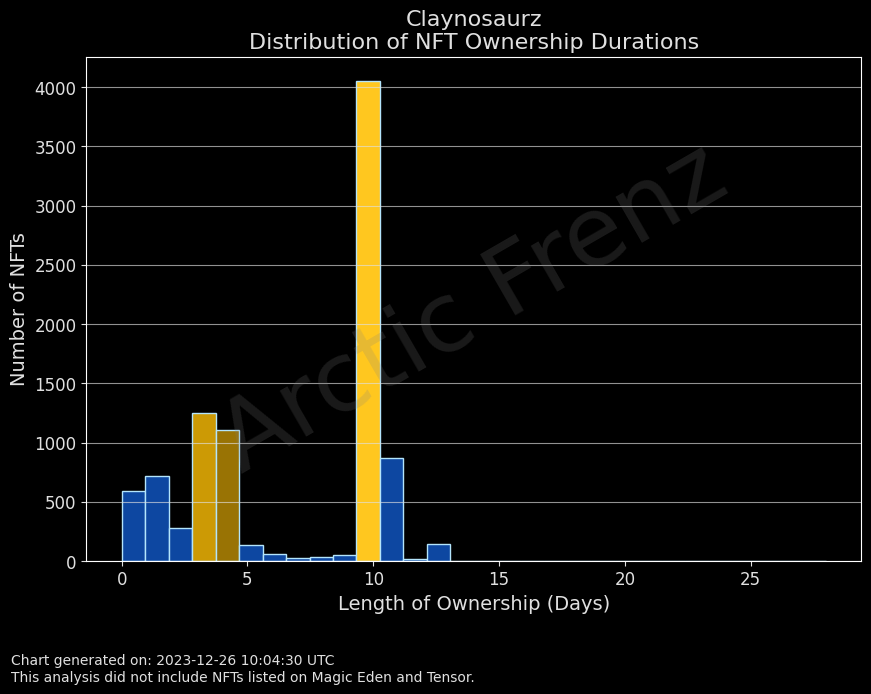 Claynosaurz
Distribution of NFT Ownership Durations
Number of NFTs
4000
3500
3000
2500
2000
1500
1000
500
0
Arctic Frenz
0 5 10 15 20 25
Length of Ownership (Days)
Chart generated on: 2023-12-26 10:04:30 UTC
This analysis did not include NFTs listed on Magic Eden and Tensor.